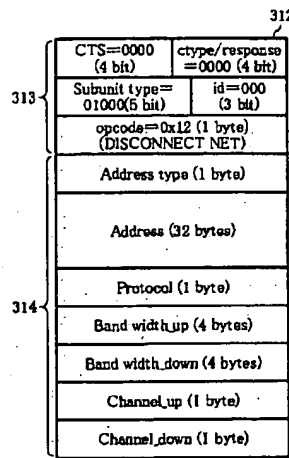 312
CTS=0000
(4 bit)
ctype/response
=0000 (4 bit)
313
Subunit type=
01000(5 bit)
id=000
(3 bit)
opcode=0x12 (1 byte)
(DISCONNECT NET)
Address type (1 byte)
Address (32 bytes)
314
Protocol (1 byte)
Band width_up (4 bytes)
Band width_down (4 bytes)
Channel_up (1 byte)
Channel_down (1 byte)